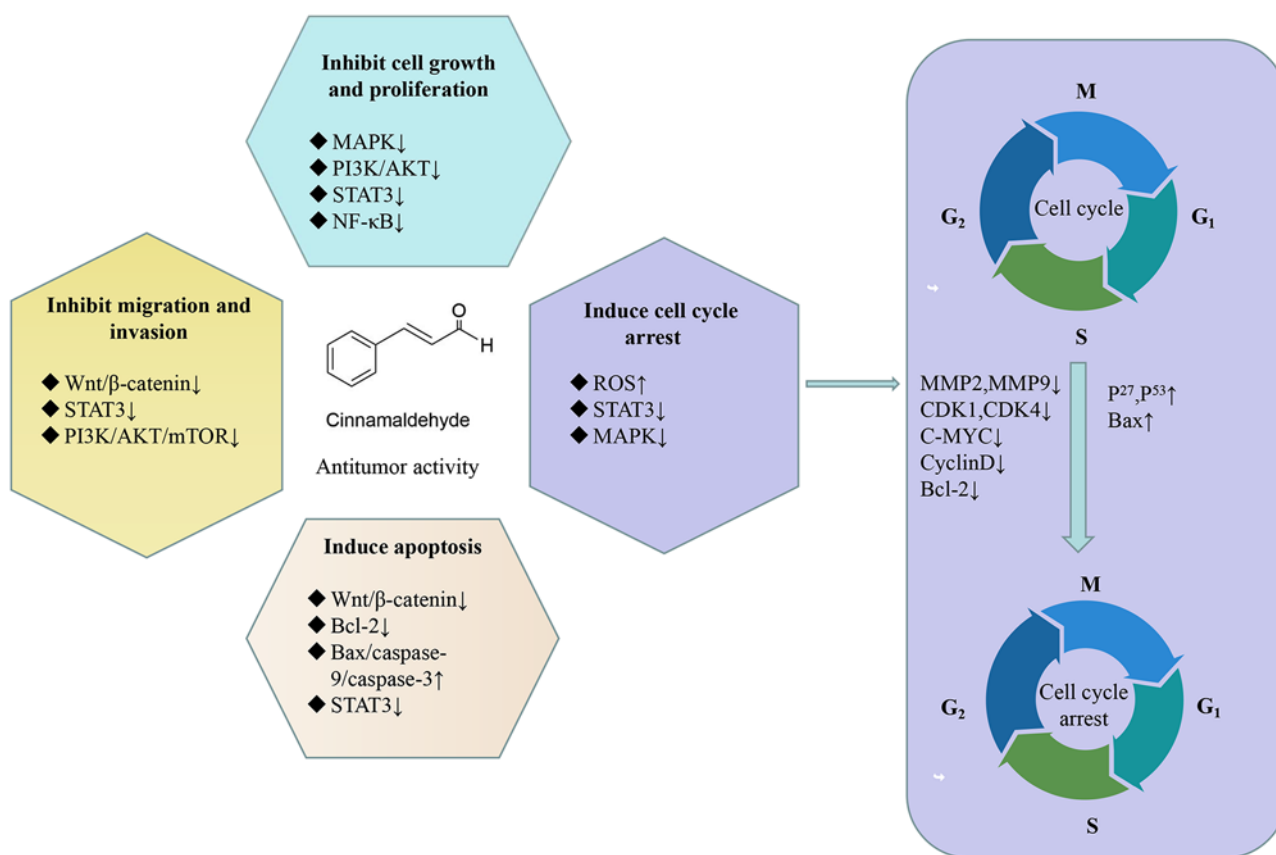 Inhibit cell growth
and proliferation
◆ MAPK↓
◆ PI3K/AKT↓
◆ STAT3↓
◆ NF-κB↓
Inhibit migration and
invasion
◆ Wnt/β-catenin↓
◆ STAT3↓
◆ PI3K/AKT/mTOR↓
O
H
Cinnamaldehyde
Antitumor activity
Induce cell cycle
arrest
◆ ROS↑
◆ STAT3↓
◆ MAPK↓
Induce apoptosis
◆ Wnt/β-catenin↓
◆ Bcl-2↓
◆ Bax/caspase-
9/caspase-3↑
◆ STAT3↓
M
G₂
Cell cycle
G₁
S
MMP2,MMP9↓
CDK1,CDK4↓
C-MYC↓
CyclinD↓
Bcl-2↓
P²⁷,P⁵³↑
Bax↑
M
G₂
Cell cycle
arrest
G₁
S